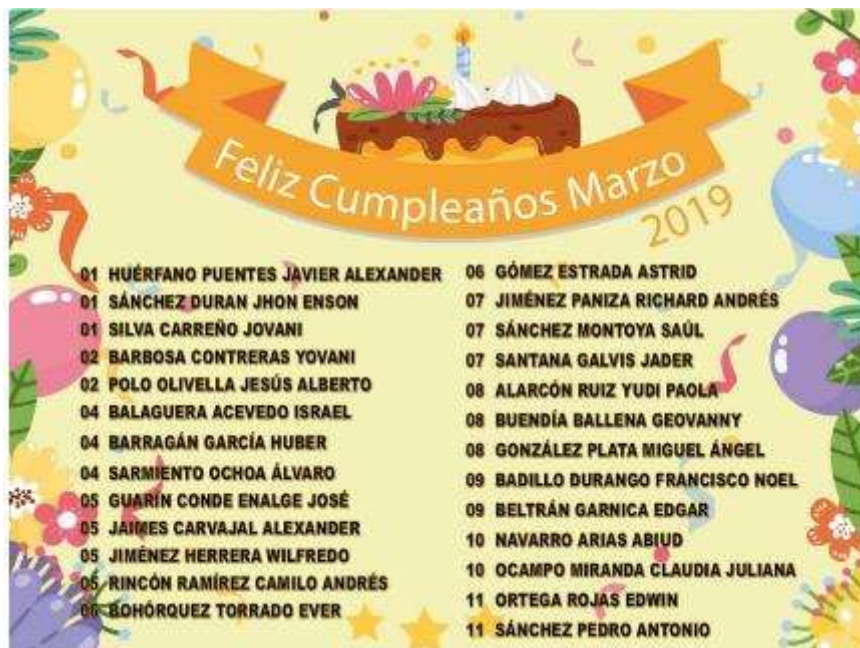 Feliz Cumpleaños Marzo
2019
01 HUÉRFANO PUENTES JAVIER ALEXANDER
01 SÁNCHEZ DURAN JHON ENSON
01 SILVA CARREÑO JOVANI
02 BARBOSA CONTRERAS YOVANI
02 POLO OLIVELLA JESÚS ALBERTO
04 BALAGUERA ACEVEDO ISRAEL
04 BARRAGÁN GARCÍA HUBER
04 SARMIENTO OCHOA ÁLVARO
05 GUARÍN CONDE ENALGE JOSÉ
05 JAIMES CARVAJAL ALEXANDER
05 JIMÉNEZ HERRERA WILFREDO
05 RINCÓN RAMÍREZ CAMILO ANDRÉS
06 BOHÓRQUEZ TORRADO EVER
06 GÓMEZ ESTRADA ASTRID
07 JIMÉNEZ PANIZA RICHARD ANDRÉS
07 SÁNCHEZ MONTOYA SAÚL
07 SANTANA GALVIS JADER
08 ALARCÓN RUIZ YUDI PAOLA
08 BUENDÍA BALLENA GEOVANNY
08 GONZÁLEZ PLATA MIGUEL ÁNGEL
09 BADILLO DURANGO FRANCISCO NOEL
09 BELTRÁN GARNICA EDGAR
10 NAVARRO ARIAS ABIUD
10 OCAMPO MIRANDA CLAUDIA JULIANA
11 ORTEGA ROJAS EDWIN
11 SÁNCHEZ PEDRO ANTONIO